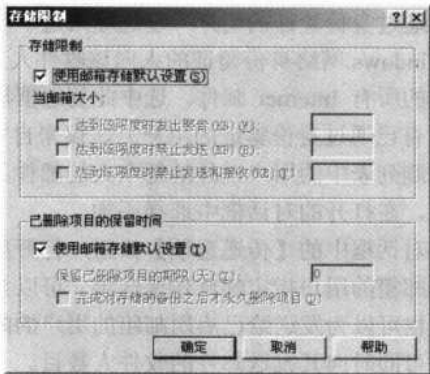 存储限制
存储限制
使用邮箱存储默认设置(S)
当邮箱大小
达到该限度时发出警告(KB)(Y):
达到该限度时禁止发送(KB)(R):
达到该限度时禁止发送和接收(KB)(T):
已删除项目的保留时间
使用邮箱存储默认设置(T)
保留已删除项目的期限(天)(I):
0
完成对存储的备份之后才永久删除项目(D)
确定
取消
帮助